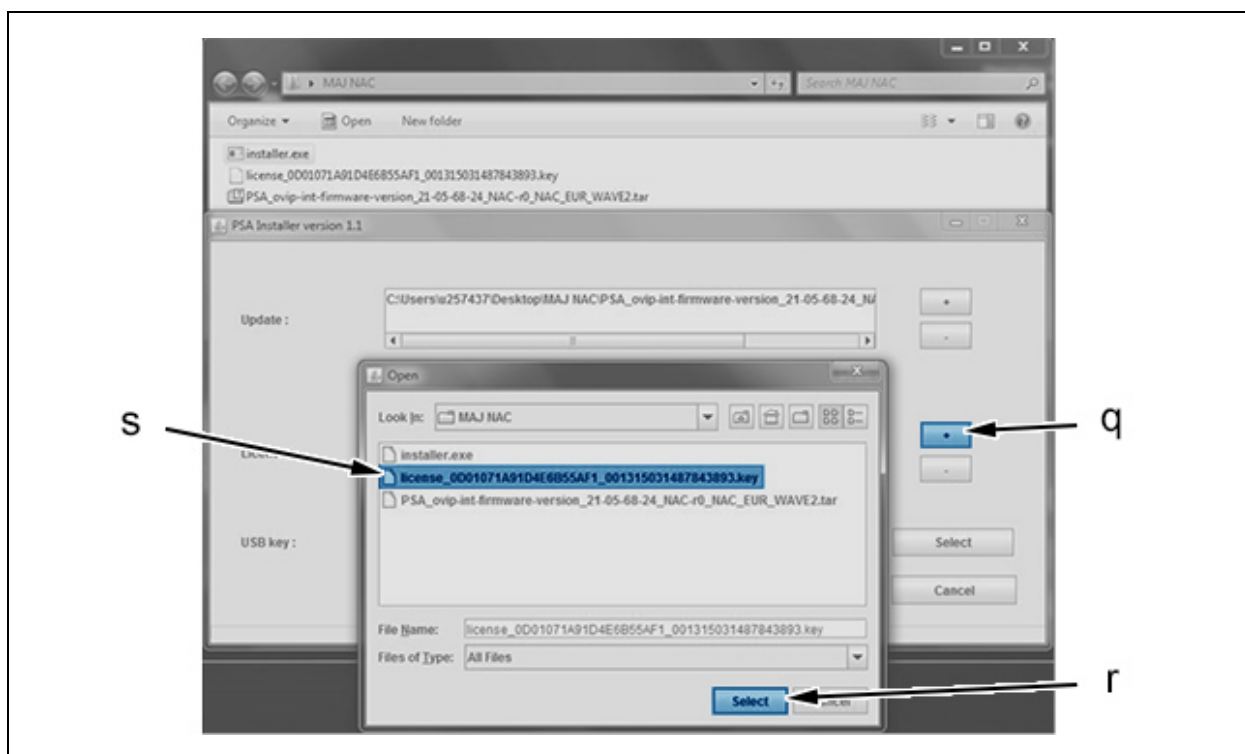 MAJ NAC
Search MAJ NAC
Organize
Open
New folder
installer.exe
license_0D01071A91D4E6B55AF1_001315031487843893.key
PSA_ovip-int-firmware-version_21-05-68-24_NAC-r0_NAC_EUR_WAVE2.tar
PSA Installer version 1.1
Update :
C:\Users\u257437\Desktop\MAJ NAC\PSA_ovip-int-firmware-version_21-05-68-24_NA
+
-
Open
Look In:
MAJ NAC
s
installer.exe
+
q
license_0D01071A91D4E6B55AF1_001315031487843893.key
-
PSA_ovip-int-firmware-version_21-05-68-24_NAC-r0_NAC_EUR_WAVE2.tar
USB key :
Select
Cancel
File Name:
license_0D01071A91D4E6B55AF1_001315031487843893.key
Files of Type:
All Files
Select
r